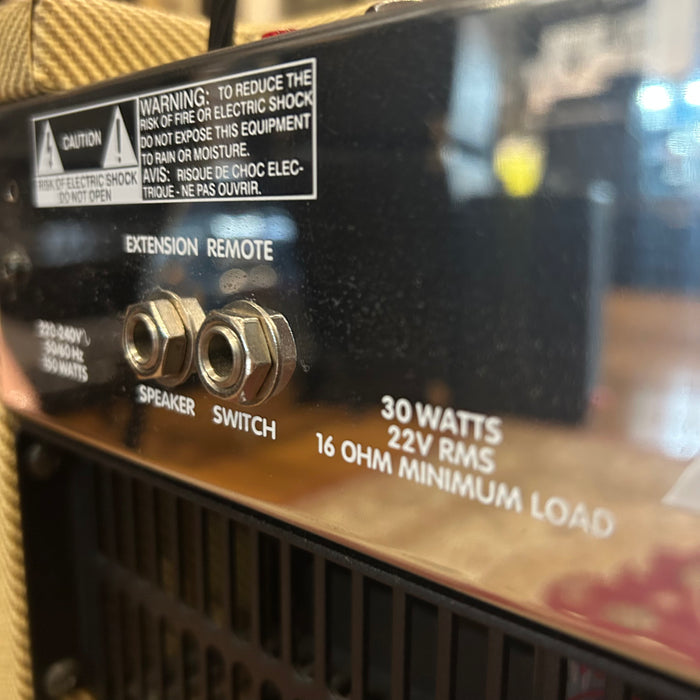 WARNING: TO REDUCE THE
RISK OF FIRE OR ELECTRIC SHOCK
DO NOT EXPOSE THIS EQUIPMENT
TO RAIN OR MOISTURE.
AVIS: RISQUE DE CHOC ELEC-
TRIQUE - NE PAS OUVRIR.
CAUTION
RISK OF ELECTRIC SHOCK
DO NOT OPEN
EXTENSION REMOTE
SPEAKER SWITCH
220-240V
50/60 Hz
WATTS
30 WATTS
22V RMS
16 OHM MINIMUM LOAD